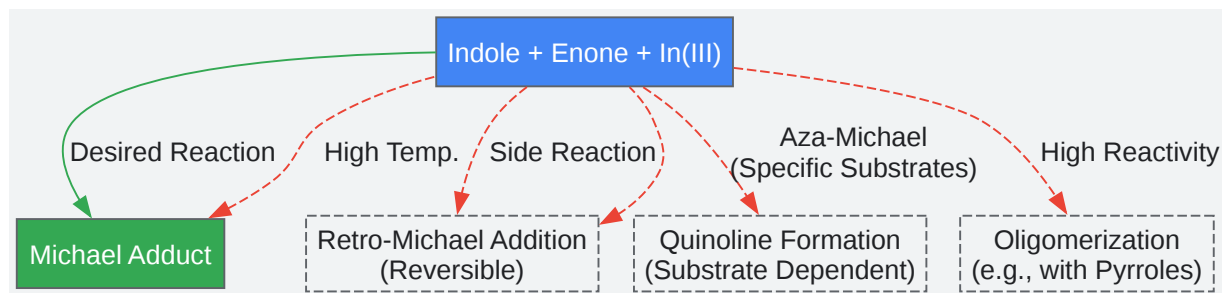 Indole + Enone + In(III)
Desired Reaction
High Temp.
Side Reaction
Aza-Michael
(Specific Substrates)
High Reactivity
Michael Adduct
Retro-Michael Addition
(Reversible)
Quinoline Formation
(Substrate Dependent)
Oligomerization
(e.g., with Pyrroles)